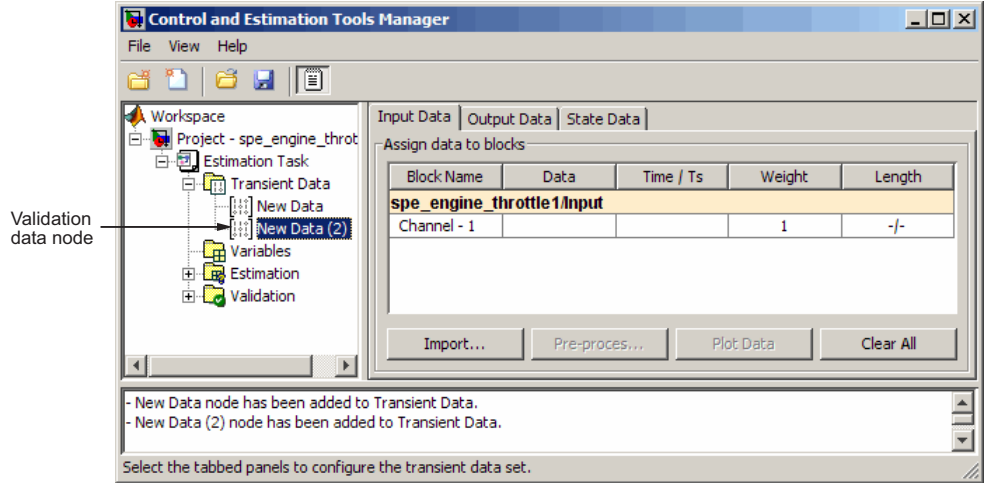 Control and Estimation Tools Manager
File View Help
Workspace
Project - spe_engine_throt
Estimation Task
Transient Data
New Data
New Data (2)
Variables
Estimation
Validation
Validation
data node
Input Data Output Data State Data
Assign data to blocks
Block Name Data Time / Ts Weight Length
spe_engine_throttle1/Input
Channel - 1 1 -/-
Import... Pre-proces... Plot Data Clear All
- New Data node has been added to Transient Data.
- New Data (2) node has been added to Transient Data.
Select the tabbed panels to configure the transient data set.